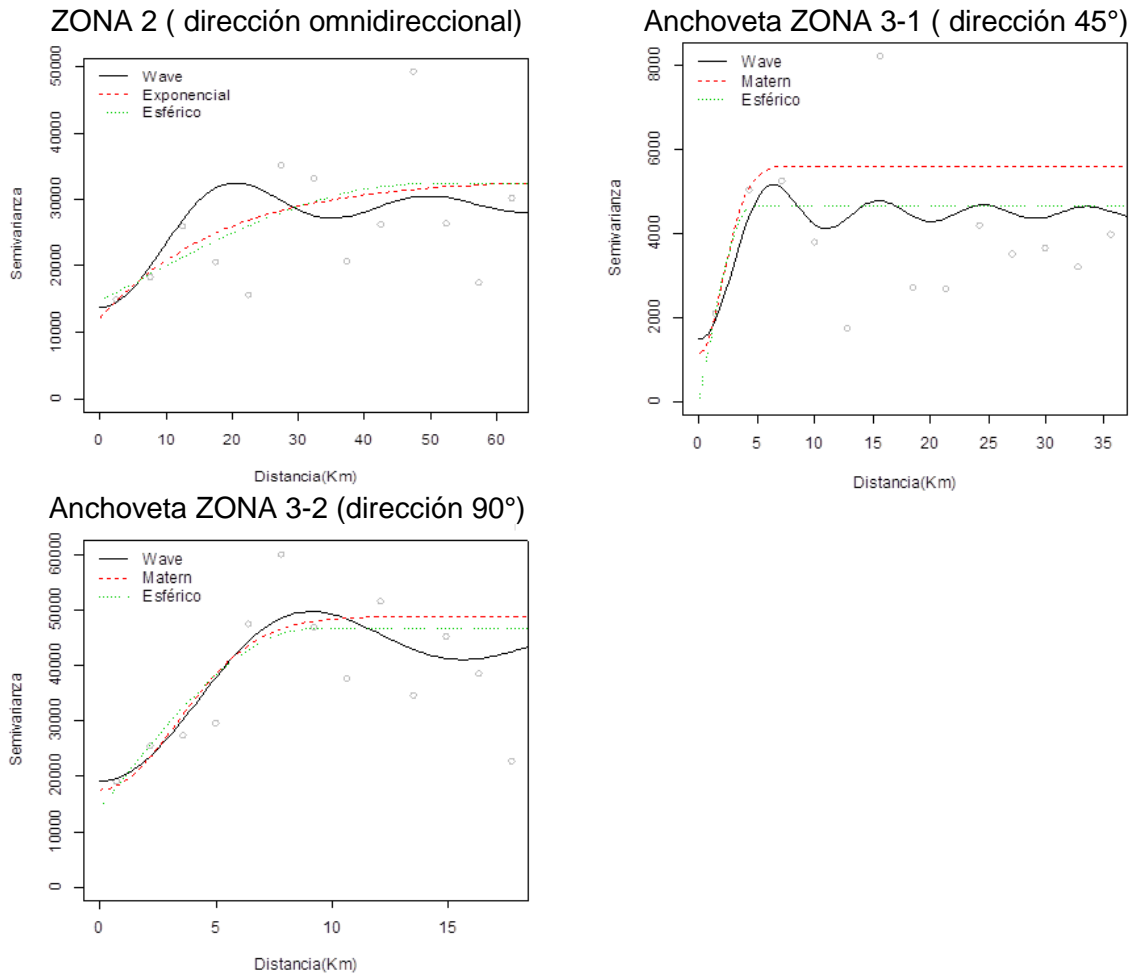 ZONA 2 ( dirección omnidireccional)
Semivarianza
50000
40000
30000
20000
10000
0
Wave
Exponencial
Esférico
0 10 20 30 40 50 60
Distancia(Km)
Anchoveta ZONA 3-1 ( dirección 45°)
Semivarianza
8000
6000
4000
2000
0
Wave
Matern
Esférico
0 5 10 15 20 25 30 35
Distancia(Km)
Anchoveta ZONA 3-2 (dirección 90°)
Semivarianza
60000
50000
40000
30000
20000
10000
0
Wave
Matern
Esférico
0 5 10 15
Distancia(Km)